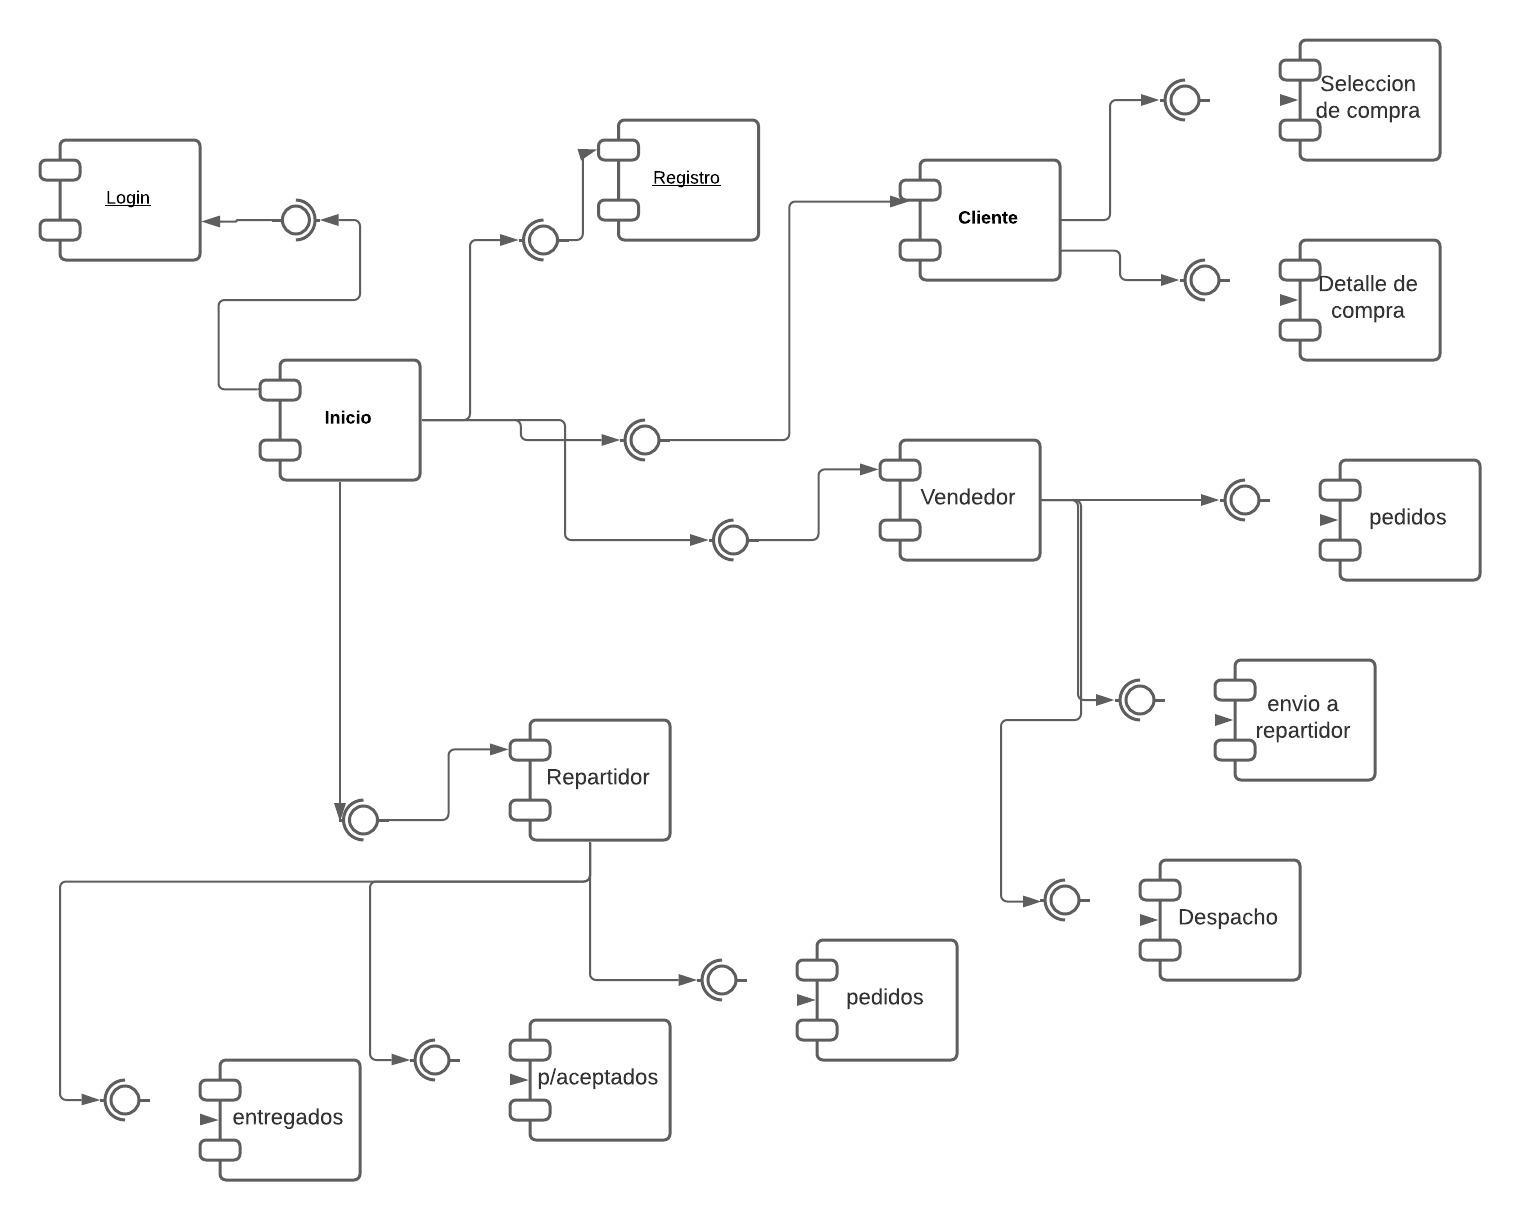 Seleccion
de compra
Login
Registro
Cliente
Detalle de
compra
Inicio
Vendedor
pedidos
envio a
repartidor
Repartidor
Despacho
pedidos
p/aceptados
entregados